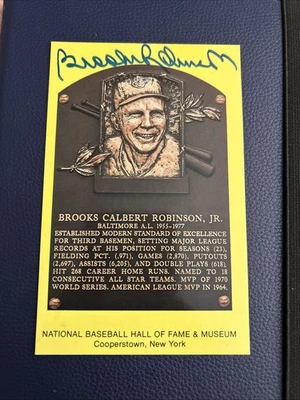 Brooks Robinson
BROOKS CALBERT ROBINSON, JR.
BALTIMORE A.L. 1955-1977
ESTABLISHED MODERN STANDARD OF EXCELLENCE
FOR THIRD BASEMEN, SETTING MAJOR LEAGUE
RECORDS AT HIS POSITION FOR SEASONS (23),
FIELDING PCT. (.971), GAMES (2,870), PUTOUTS
(2,697), ASSISTS (6,205), AND DOUBLE PLAYS (618).
HIT 268 CAREER HOME RUNS. NAMED TO 18
CONSECUTIVE ALL STAR TEAMS. MVP OF 1970
WORLD SERIES. AMERICAN LEAGUE MVP IN 1964.
NATIONAL BASEBALL HALL OF FAME & MUSEUM
Cooperstown, New York